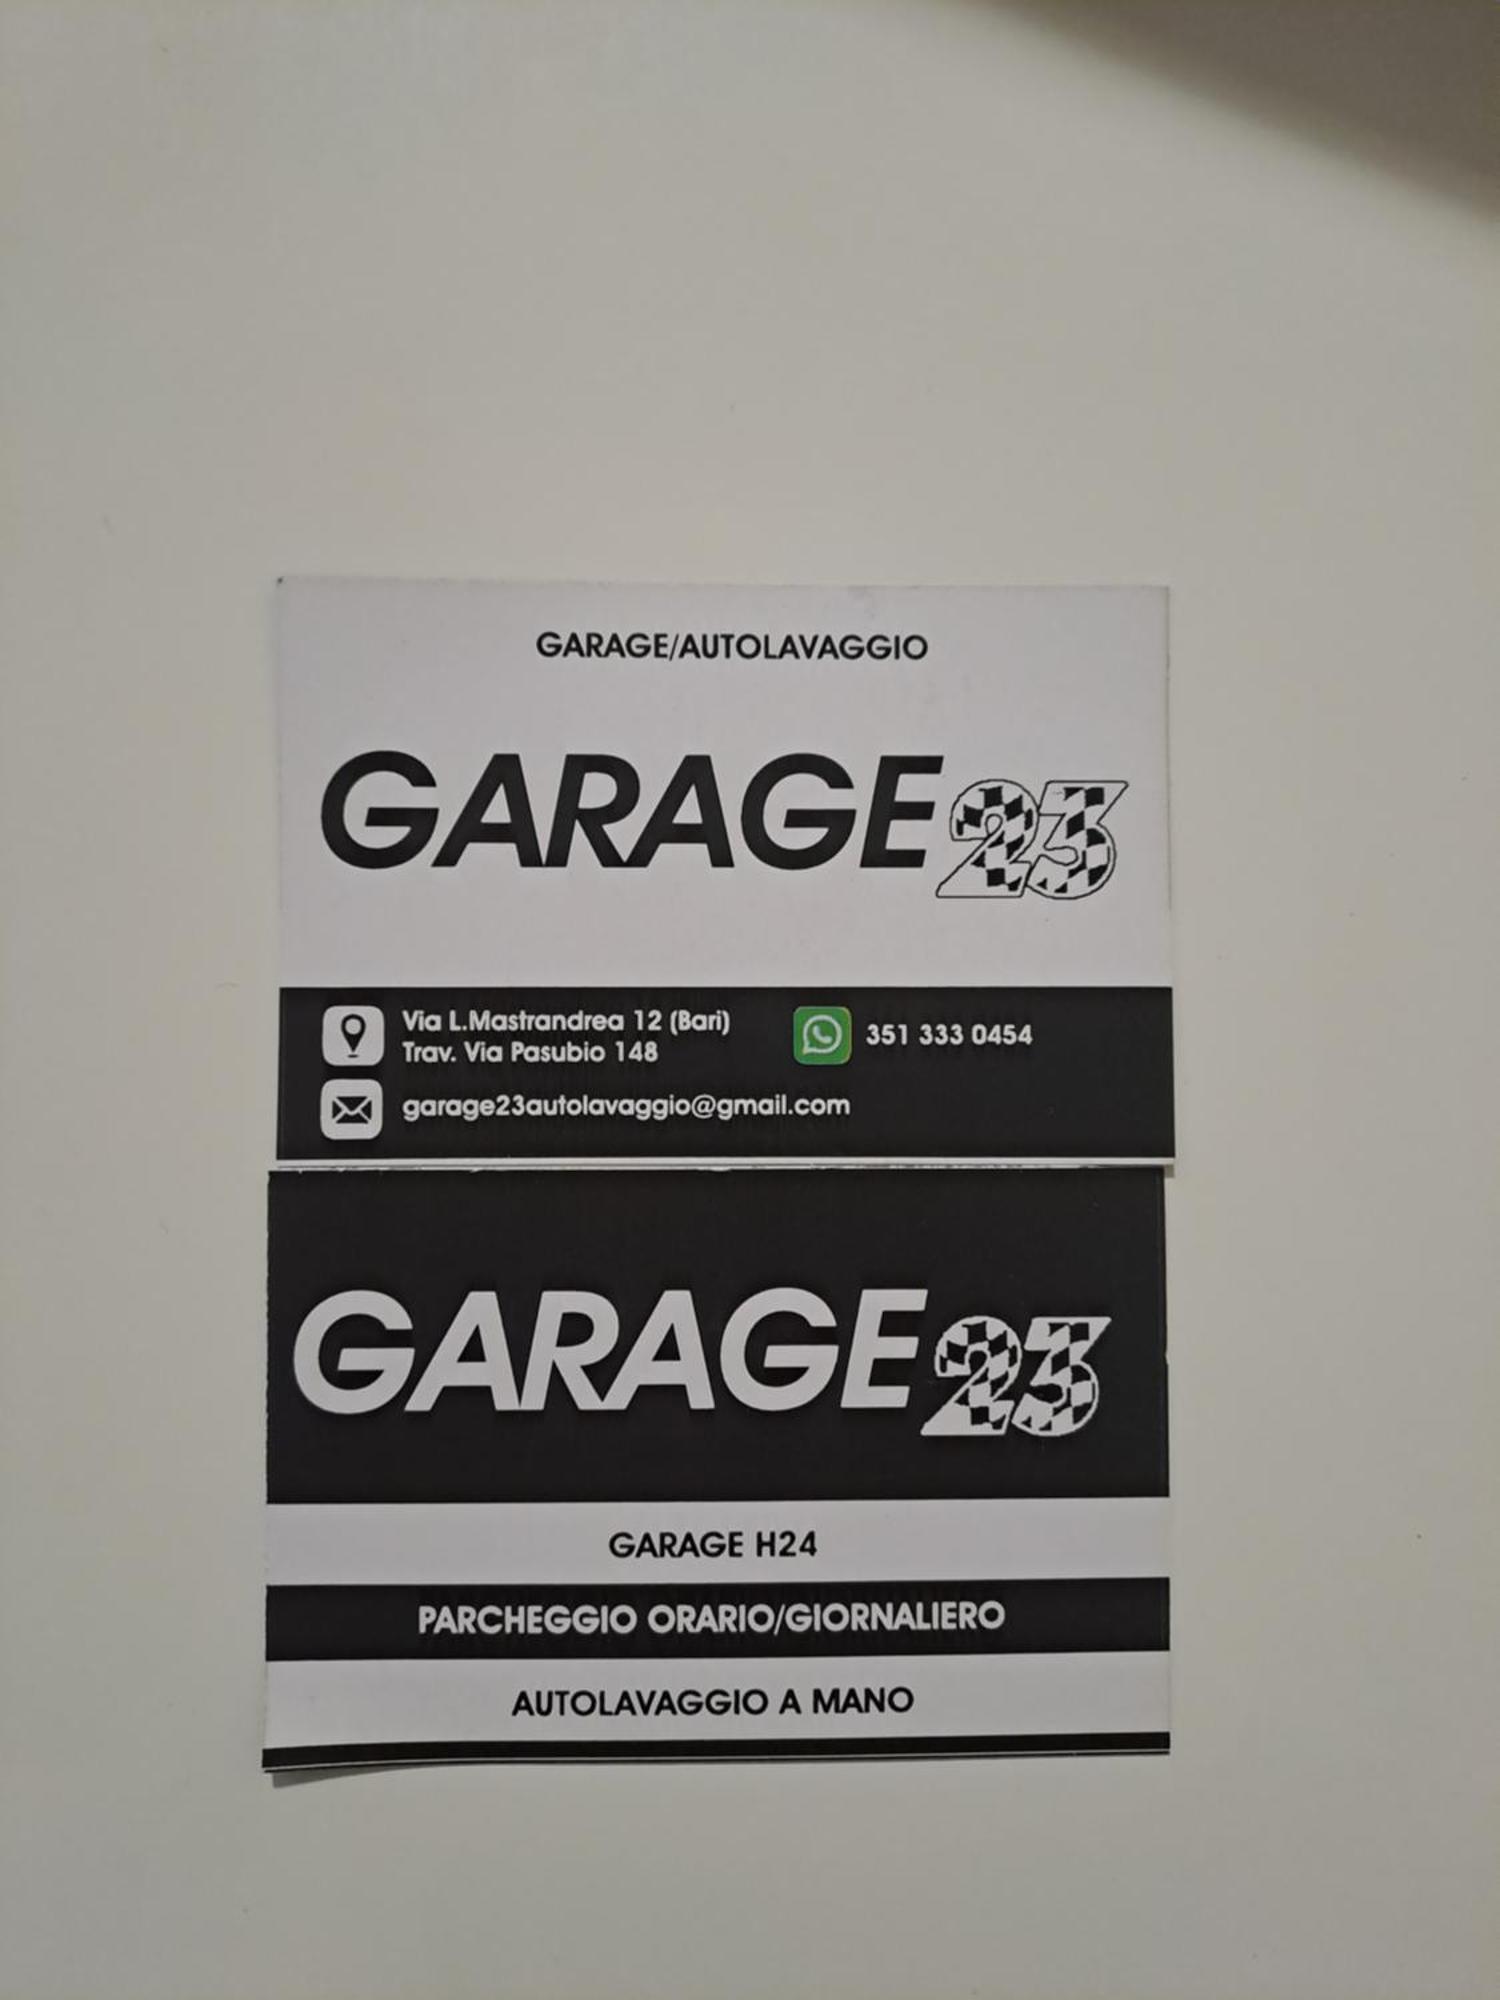 GARAGE/AUTOLAVAGGIO
GARAGE 23
Via L.Mastrandrea 12 (Bari)
Trav. Via Pasubio 148
351 333 0454
garage23autolavaggio@gmail.com
GARAGE 23
GARAGE H24
PARCHEGGIO ORARIO/GIORNALIERO
AUTOLAVAGGIO A MANO